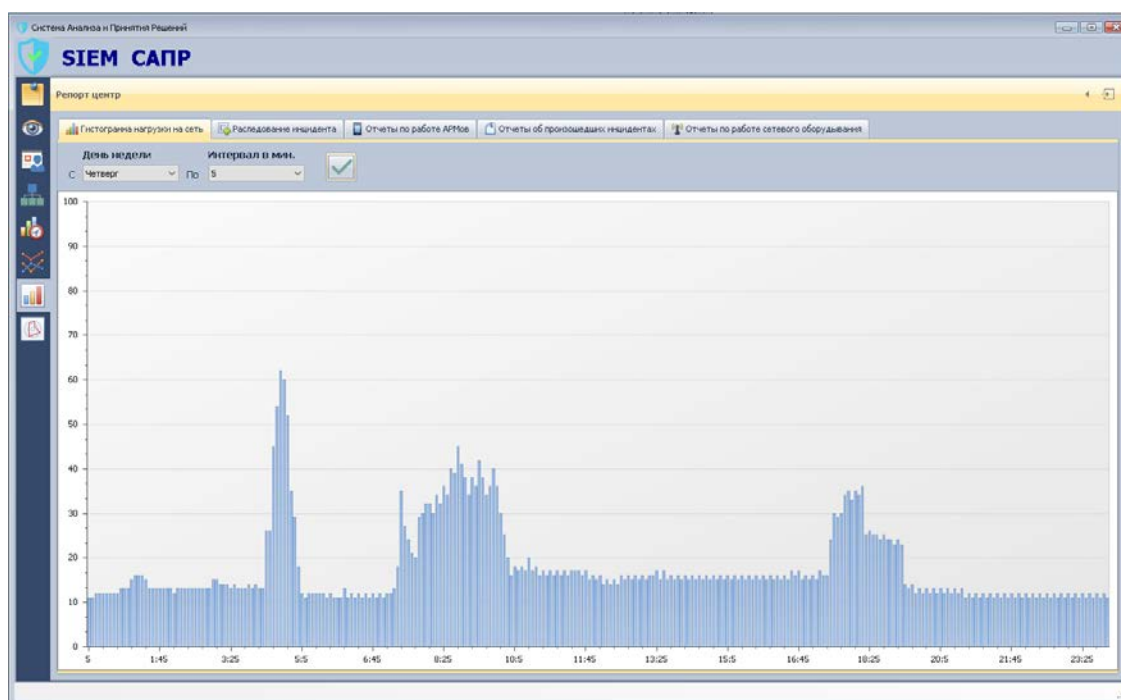 Система Анализа и Принятия Решений
SIEM САПР
Репорт центр
Гистограмма нагрузки на сеть
Раследование инцидента
Отчеты по работе АРМов
Отчеты об произошедших инцидентах
Отчеты по работе сетевого оборудывания
День недели Интервал в мин.
С Четверг По 5
100
90
80
70
60
50
40
30
20
10
0
5 1:45 3:25 5:5 6:45 8:25 10:5 11:45 13:25 15:5 16:45 18:25 20:5 21:45 23:25